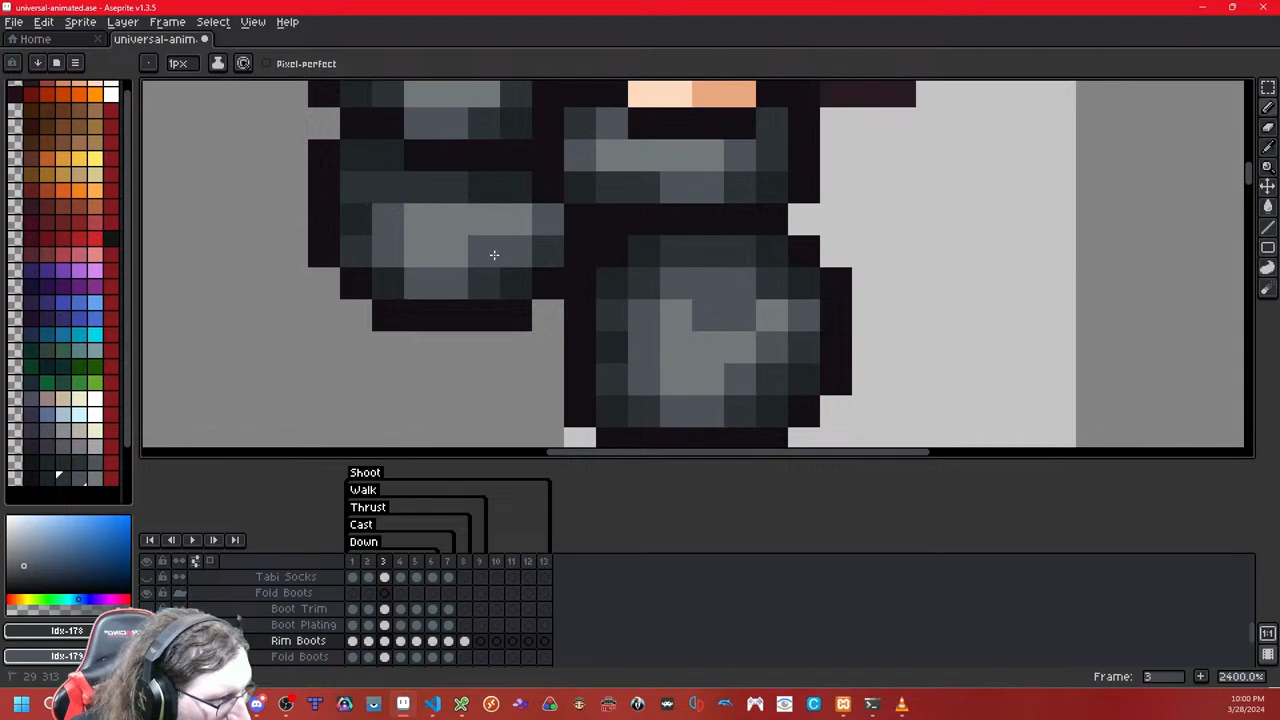 universal-animated.ase - Aseprite v1.3.5
File Edit Sprite Layer Frame Select View Help
Home universal-anim.
1px Pixel-perfect
Shoot
Walk
Thrust
Cast
Down
1 2 3 4 5 6 7 8 9 10 11 12 13
Tabi Socks
Fold Boots
Boot Trim
Boot Plating
Rim Boots
Fold Boots
29 313 Frame: 3 2400.0%
10:00 PM
3/28/2024